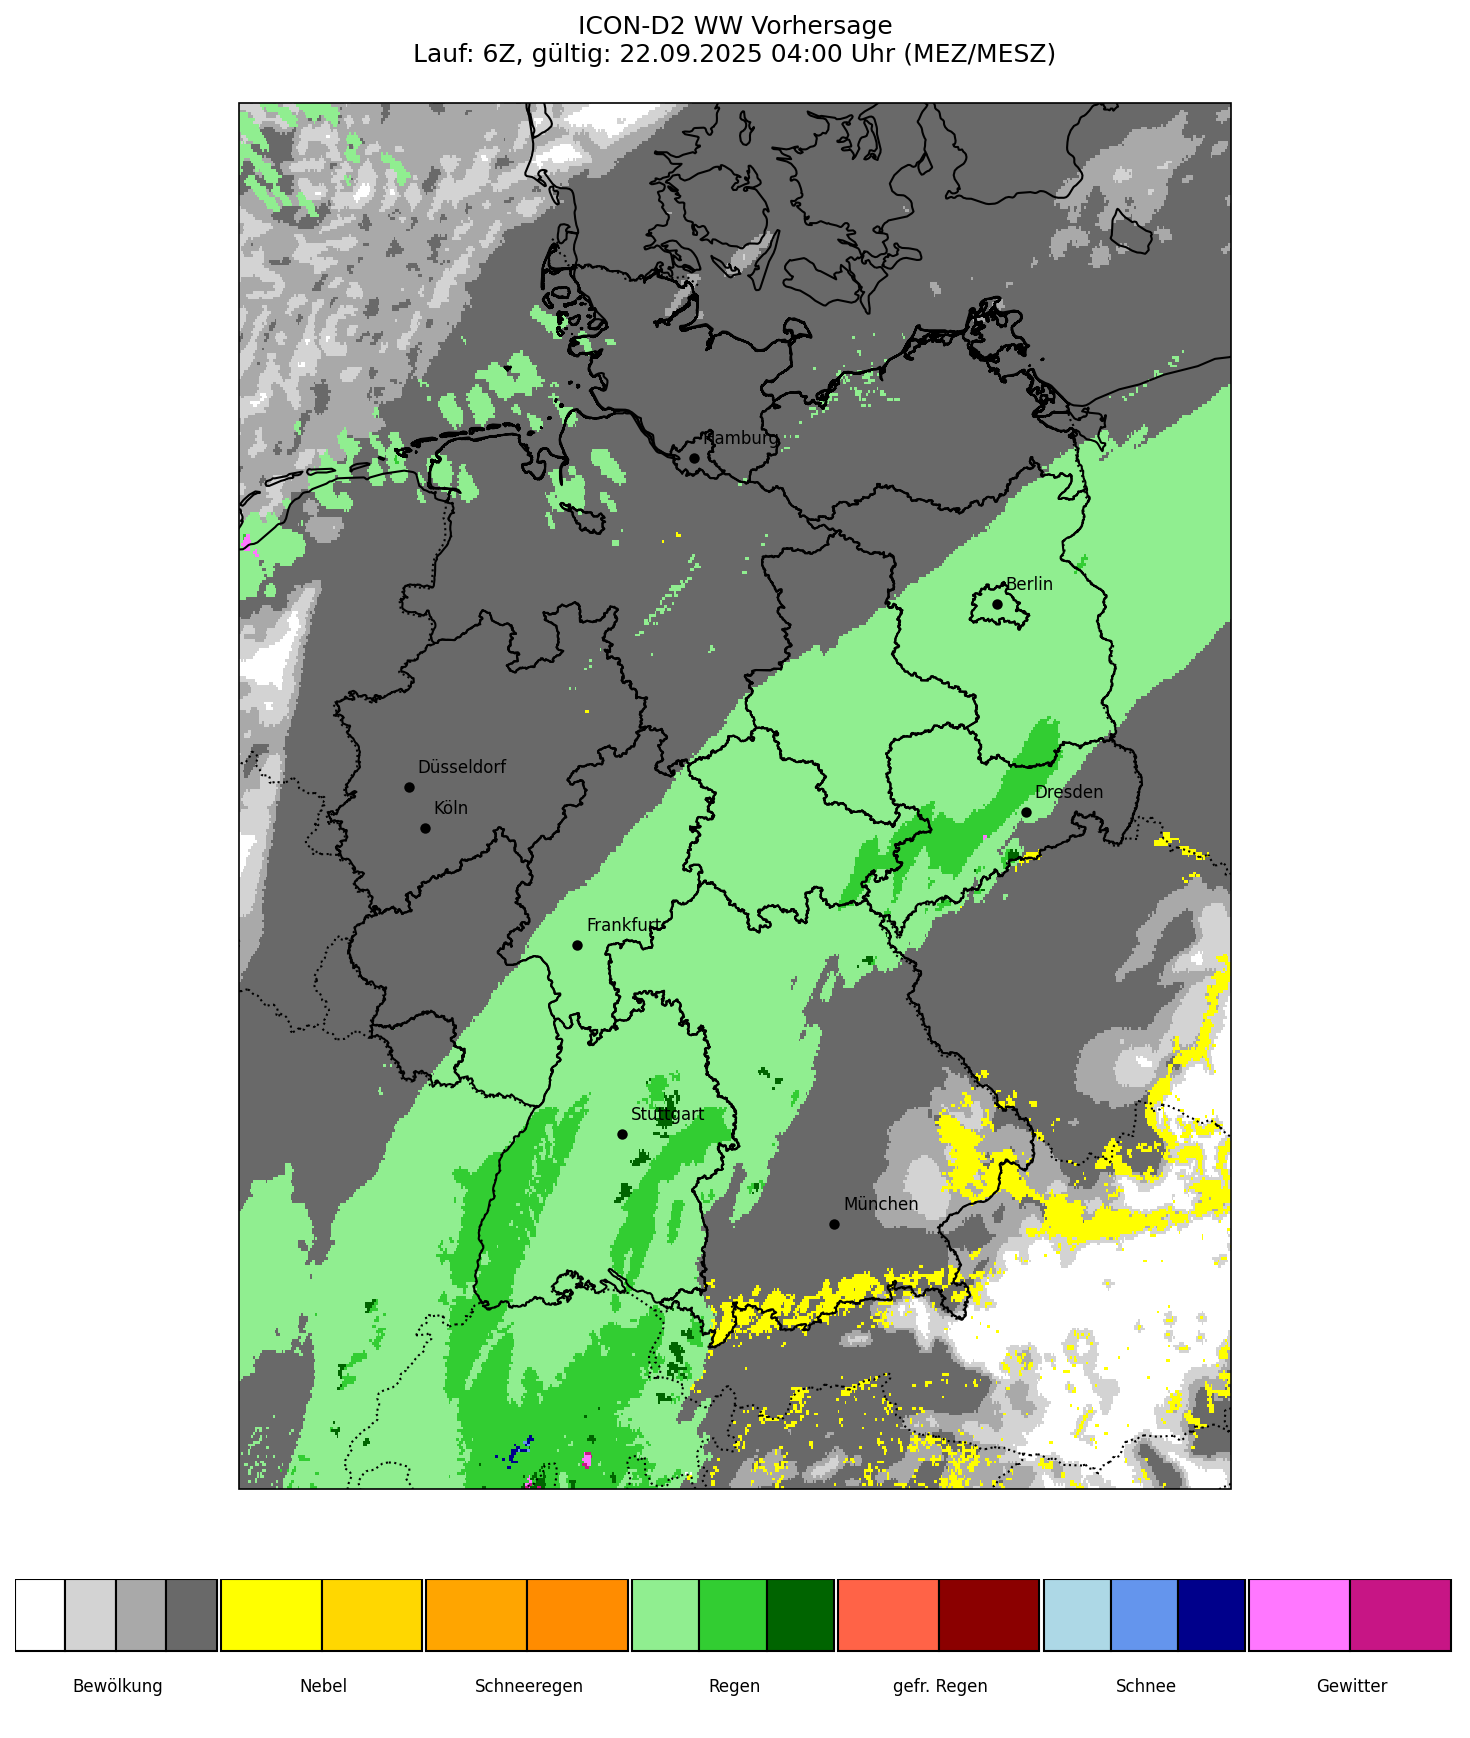 ICON-D2 WW Vorhersage
Lauf: 6Z, gültig: 22.09.2025 04:00 Uhr (MEZ/MESZ)
Hamburg
Berlin
Düsseldorf
Köln
Dresden
Frankfurt
Stuttgart
München
Bewölkung
Nebel
Schneeregen
Regen
gefr. Regen
Schnee
Gewitter